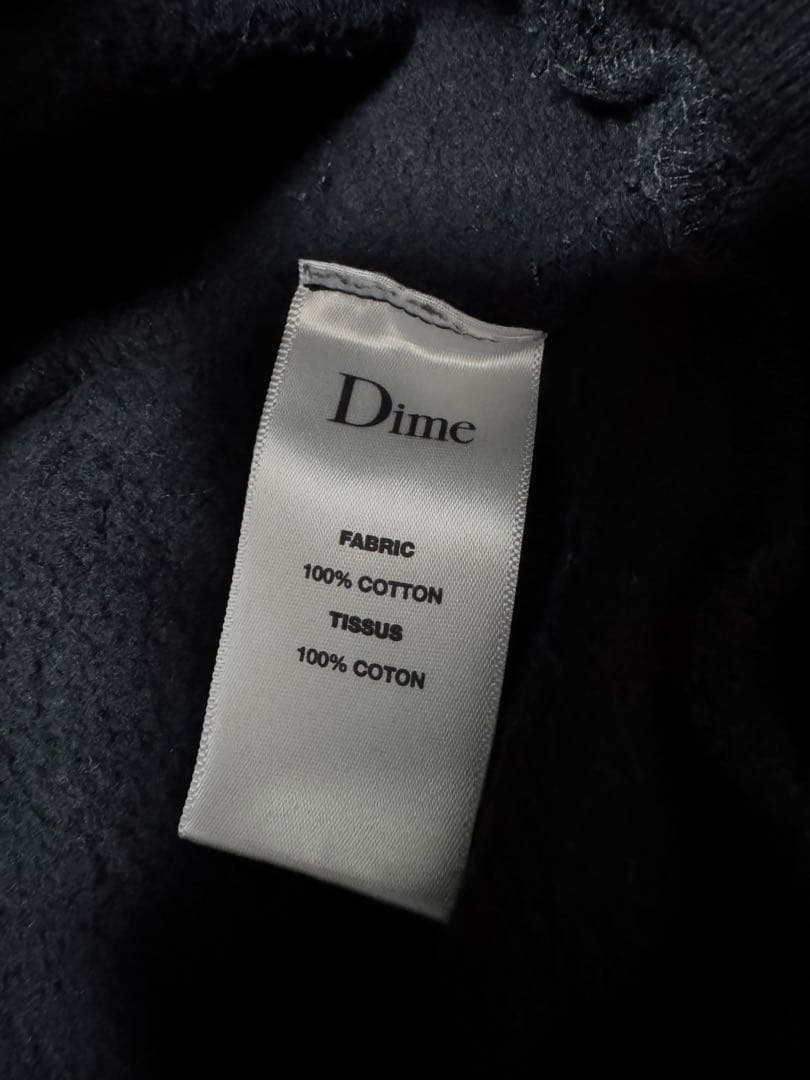 Dime
FABRIC
100% COTTON
TISSUS
100% COTON